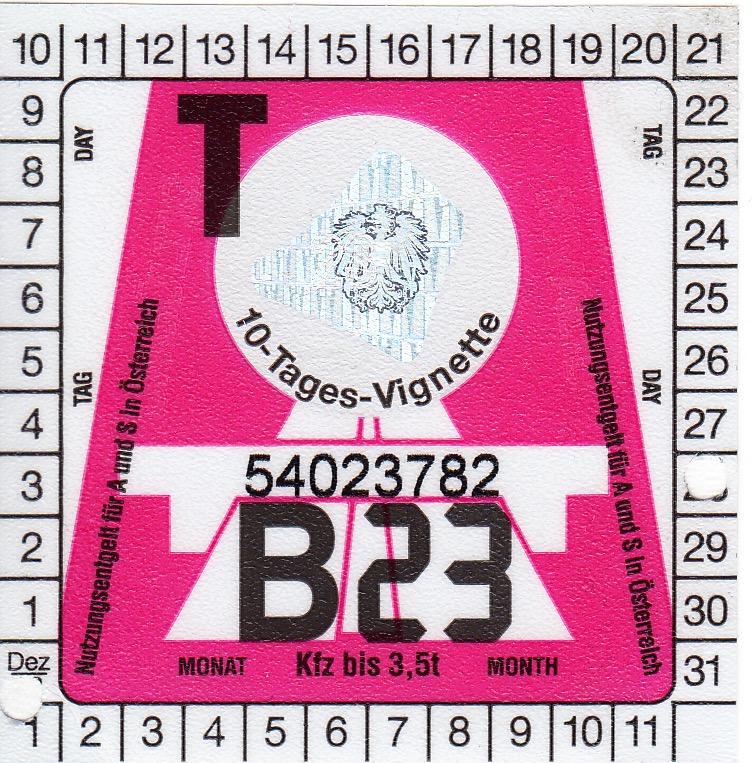 10 11 12 13 14 15 16 17 18 19 20 21
9 22
8 23
7 24
6 25
5 26
4 27
3
2 29
1 30
Dez 31
1 2 3 4 5 6 7 8 9 10 11
DAY
TAG
T
TAG
DAY
10-Tages-Vignette
Nutzungsentgelt für A und S in Österreich
Nutzungsentgelt für A und S in Österreich
54023782
B23
MONAT Kfz bis 3,5t MONTH